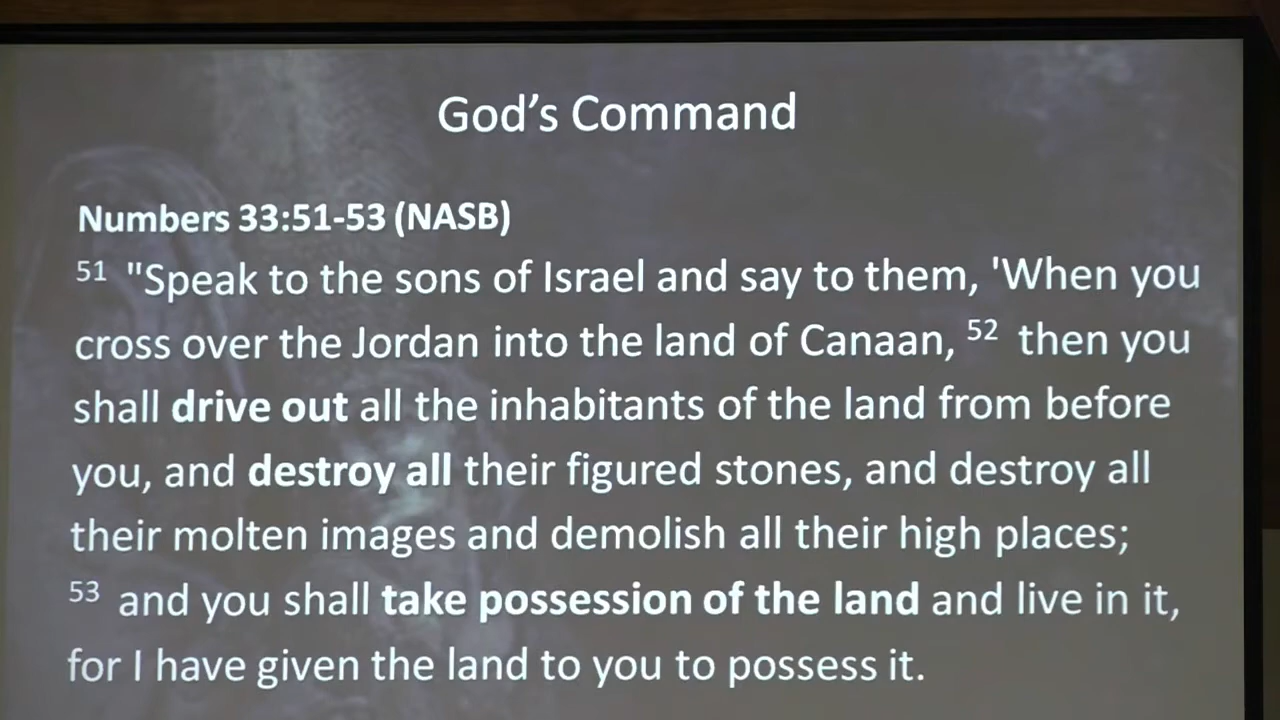 God's Command
Numbers 33:51-53 (NASB)
51 "Speak to the sons of Israel and say to them, 'When you
cross over the Jordan into the land of Canaan, 52 then you
shall drive out all the inhabitants of the land from before
you, and destroy all their figured stones, and destroy all
their molten images and demolish all their high places;
53 and you shall take possession of the land and live in it,
for I have given the land to you to possess it.